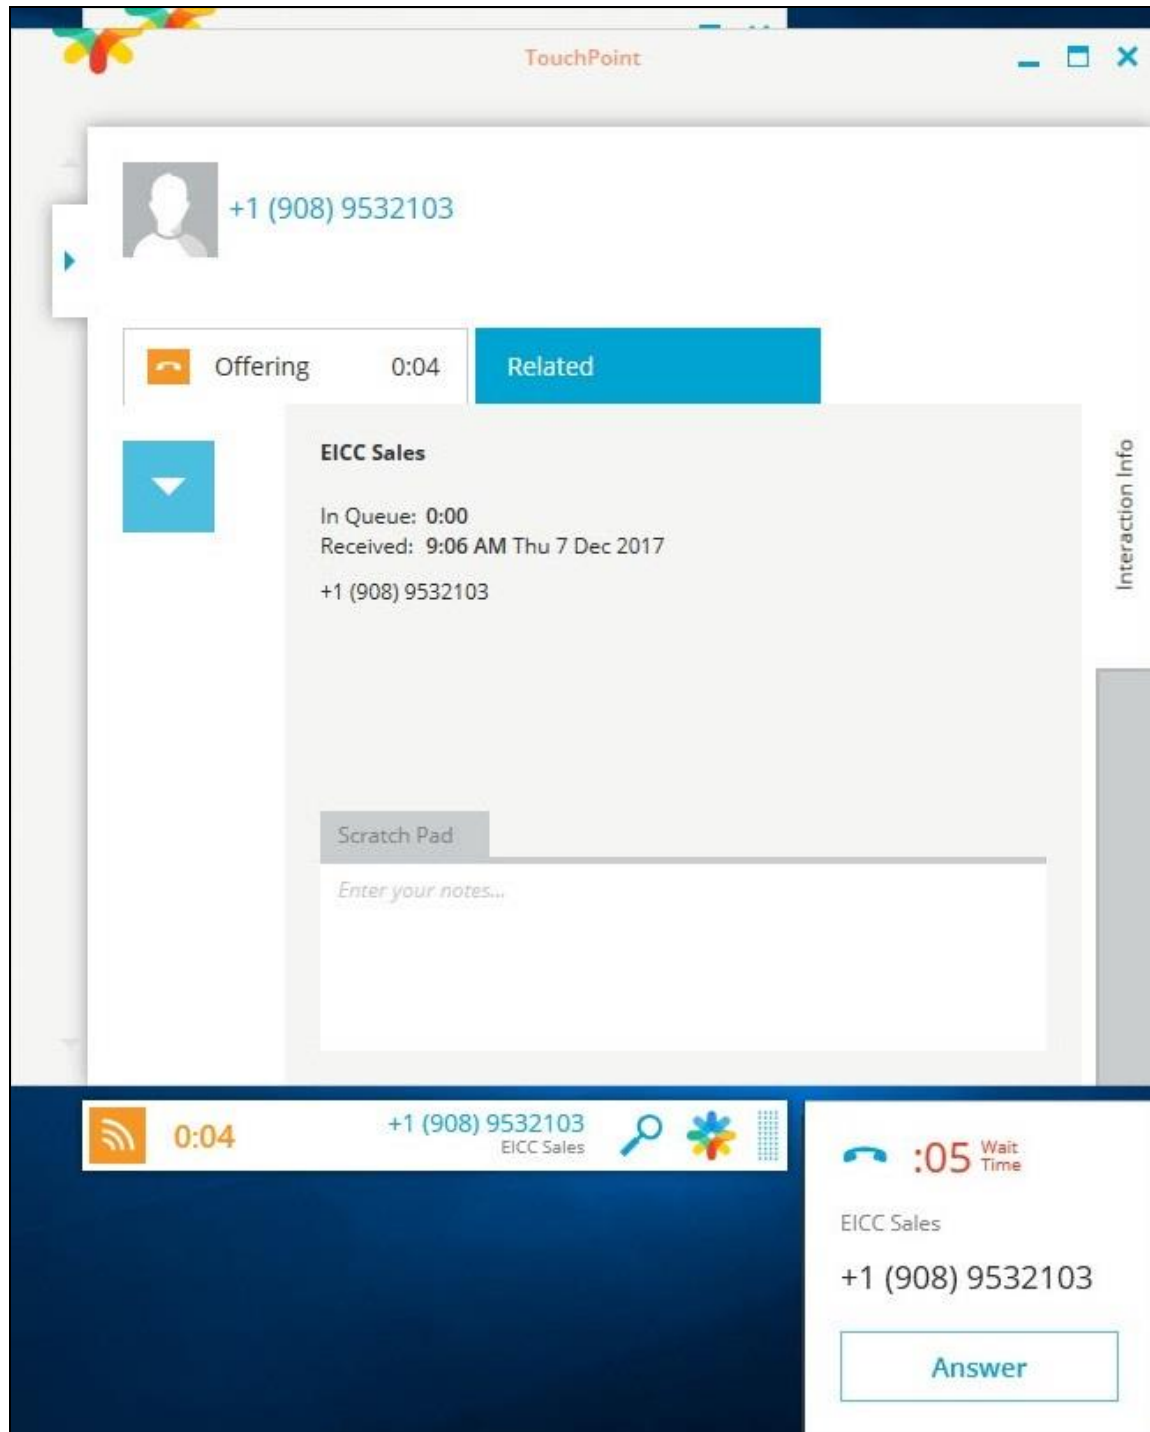 TouchPoint
+1 (908) 9532103
Offering 0:04 Related
EICC Sales
In Queue: 0:00
Received: 9:06 AM Thu 7 Dec 2017
+1 (908) 9532103
Interaction Info
Scratch Pad
Enter your notes...
0:04
+1 (908) 9532103
EICC Sales
:05 Wait
Time
EICC Sales
+1 (908) 9532103
Answer